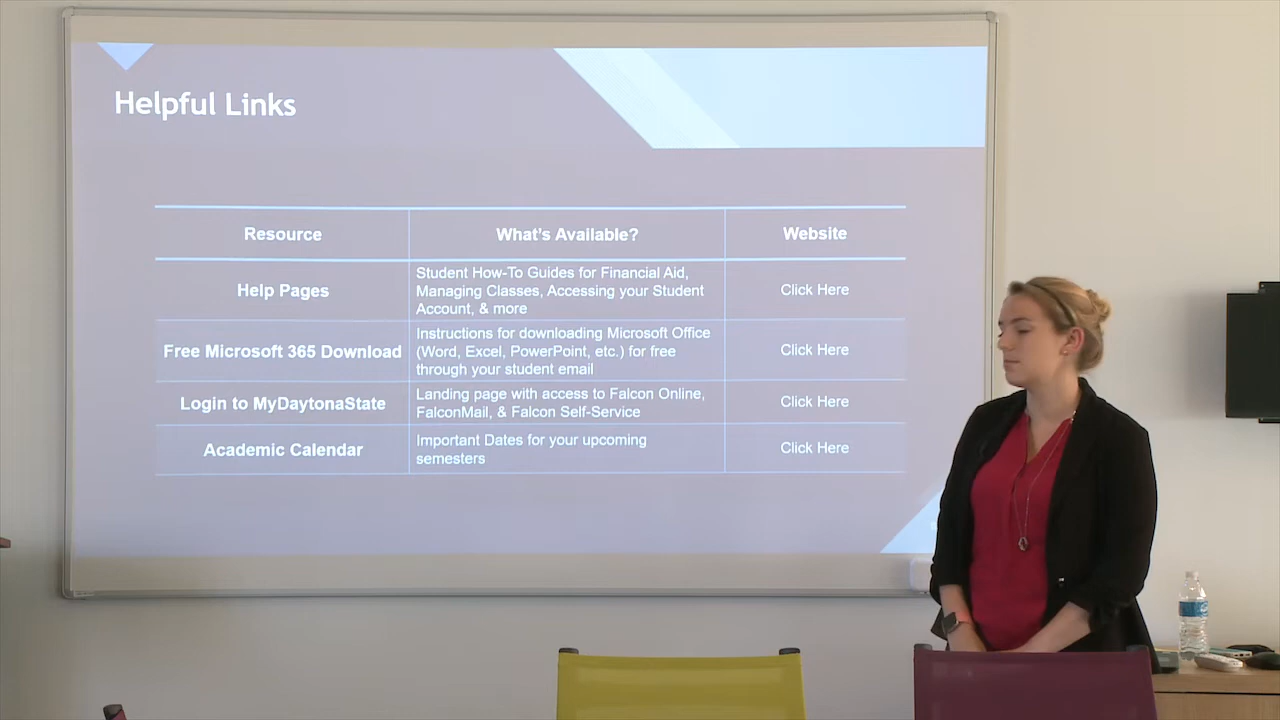 Helpful Links
Resource
What's Available?
Website
Help Pages
Student How-To Guides for Financial Aid,
Managing Classes, Accessing your Student
Account, & more
Click Here
Free Microsoft 365 Download
Instructions for downloading Microsoft Office
(Word, Excel, PowerPoint, etc.) for free
through your student email
Click Here
Login to MyDaytonaState
Landing page with access to Falcon Online,
FalconMail, & Falcon Self-Service
Click Here
Academic Calendar
Important Dates for your upcoming
semesters
Click Here